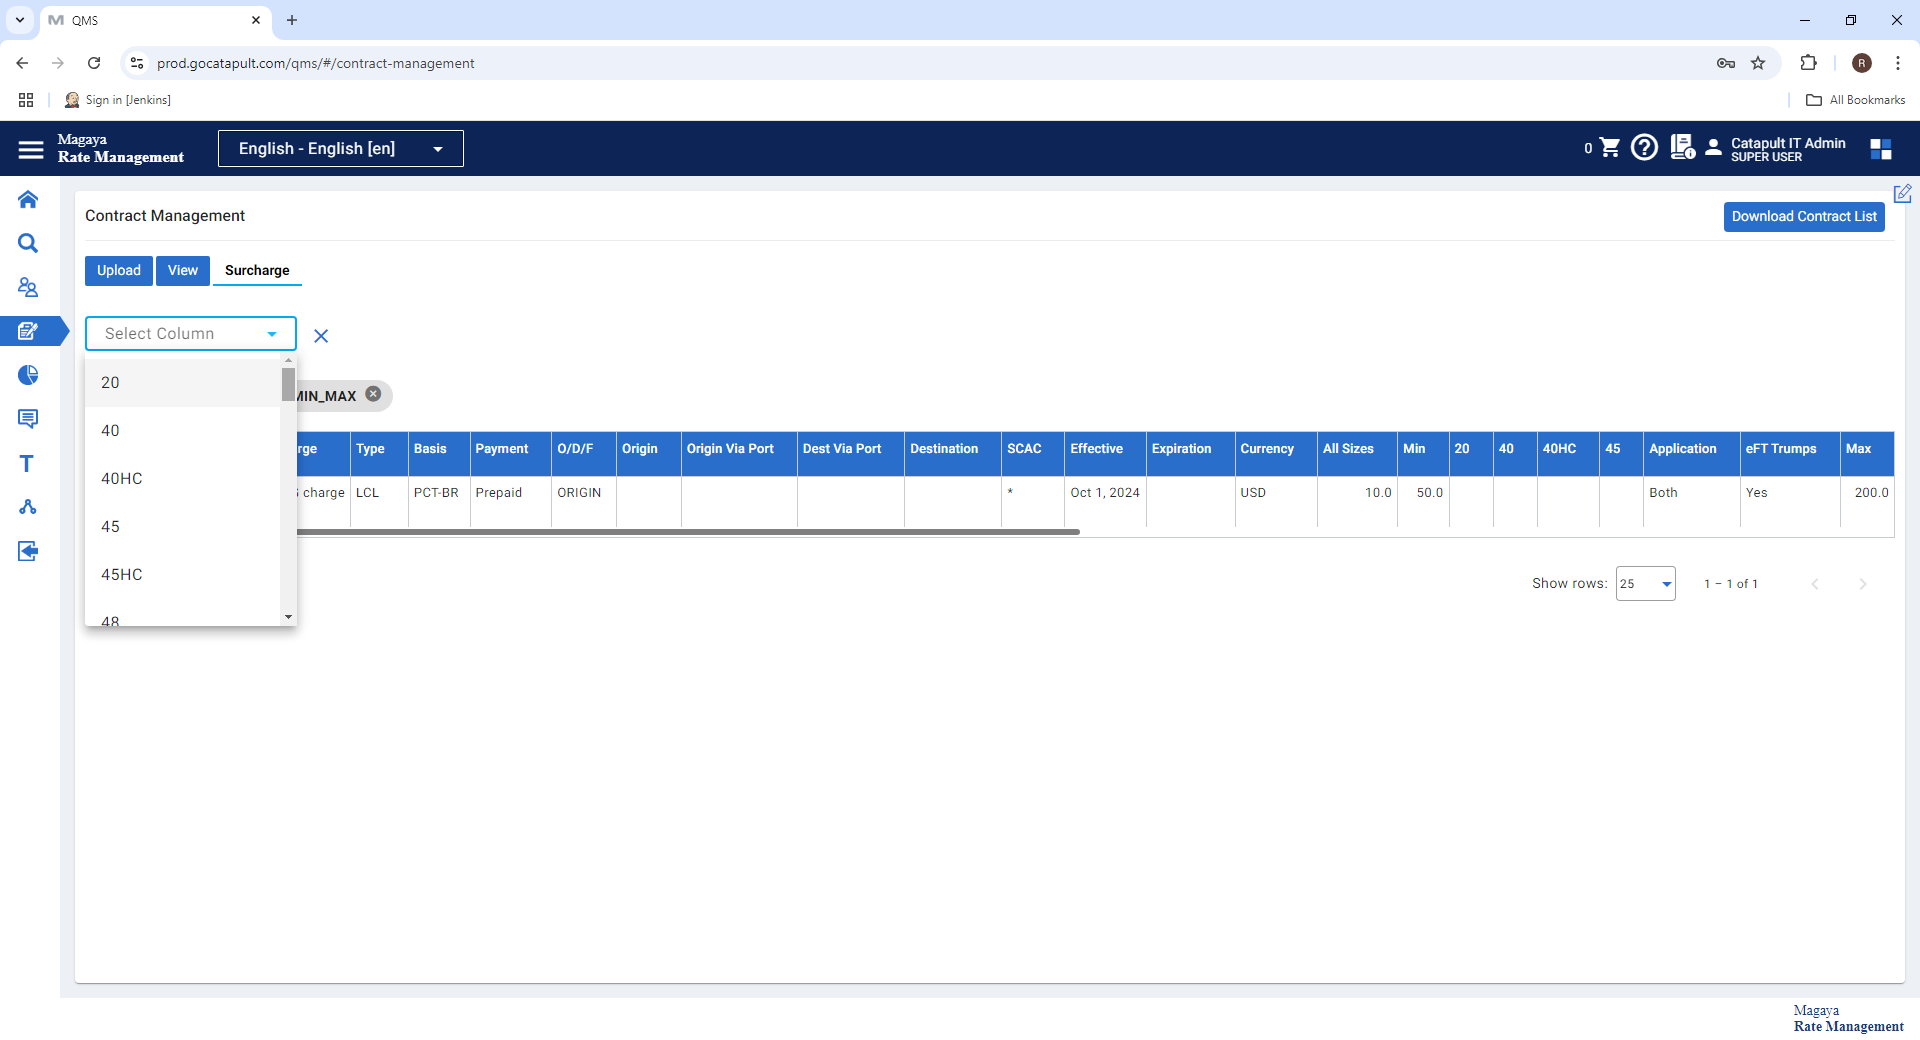 QMS
prod.gocatapult.com/qms/#/contract-management
R
Sign in [Jenkins]
All Bookmarks
Magaya
Rate Management
English - English [en]
0
Catapult IT Admin
SUPER USER
Contract Management
Download Contract List
Upload View Surcharge
Select Column
20
40
40HC
45
45HC
48
MIN_MAX
rge Type Basis Payment O/D/F Origin Origin Via Port Dest Via Port Destination SCAC Effective Expiration Currency All Sizes Min 20 40 40HC 45 Application eFT Trumps Max
charge LCL PCT-BR Prepaid ORIGIN * Oct 1, 2024 USD 10.0 50.0 Both Yes 200.0
Show rows: 25 1 – 1 of 1
T
Magaya
Rate Management